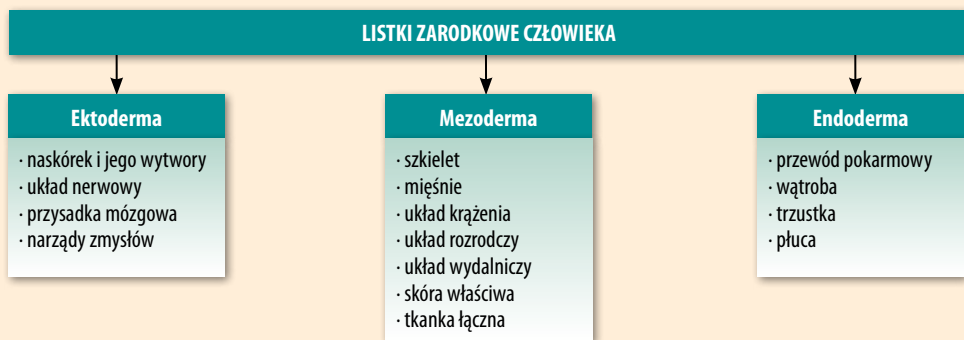 LISTKI ZARODKOWE CZŁOWIEKA
Ektoderma
· naskórek i jego wytwory
· układ nerwowy
· przysadka mózgowa
· narządy zmysłów
Mezoderma
· szkielet
· mięśnie
· układ krążenia
· układ rozrodczy
· układ wydalniczy
· skóra właściwa
· tkanka łączna
Endoderma
· przewód pokarmowy
· wątroba
· trzustka
· płuca